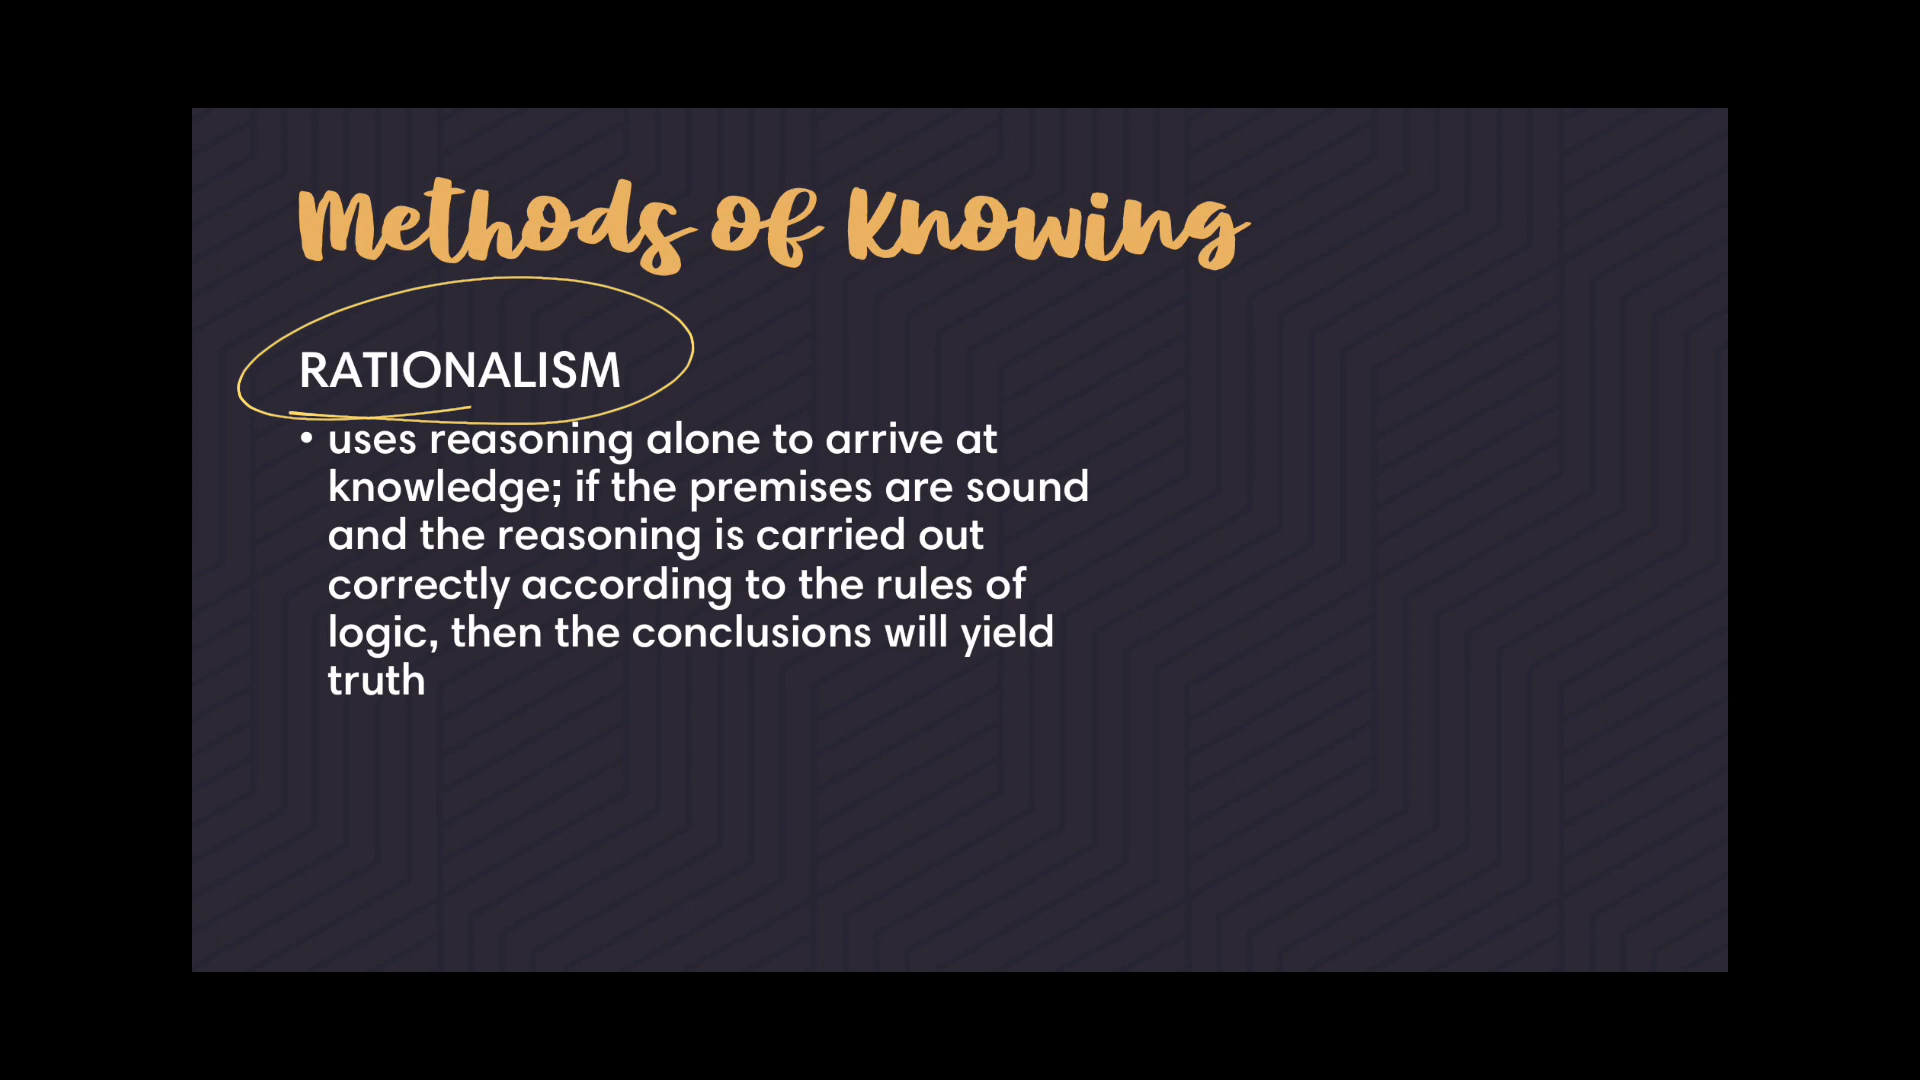 Methods of Knowing
RATIONALISM
• uses reasoning alone to arrive at
knowledge; if the premises are sound
and the reasoning is carried out
correctly according to the rules of
logic, then the conclusions will yield
truth